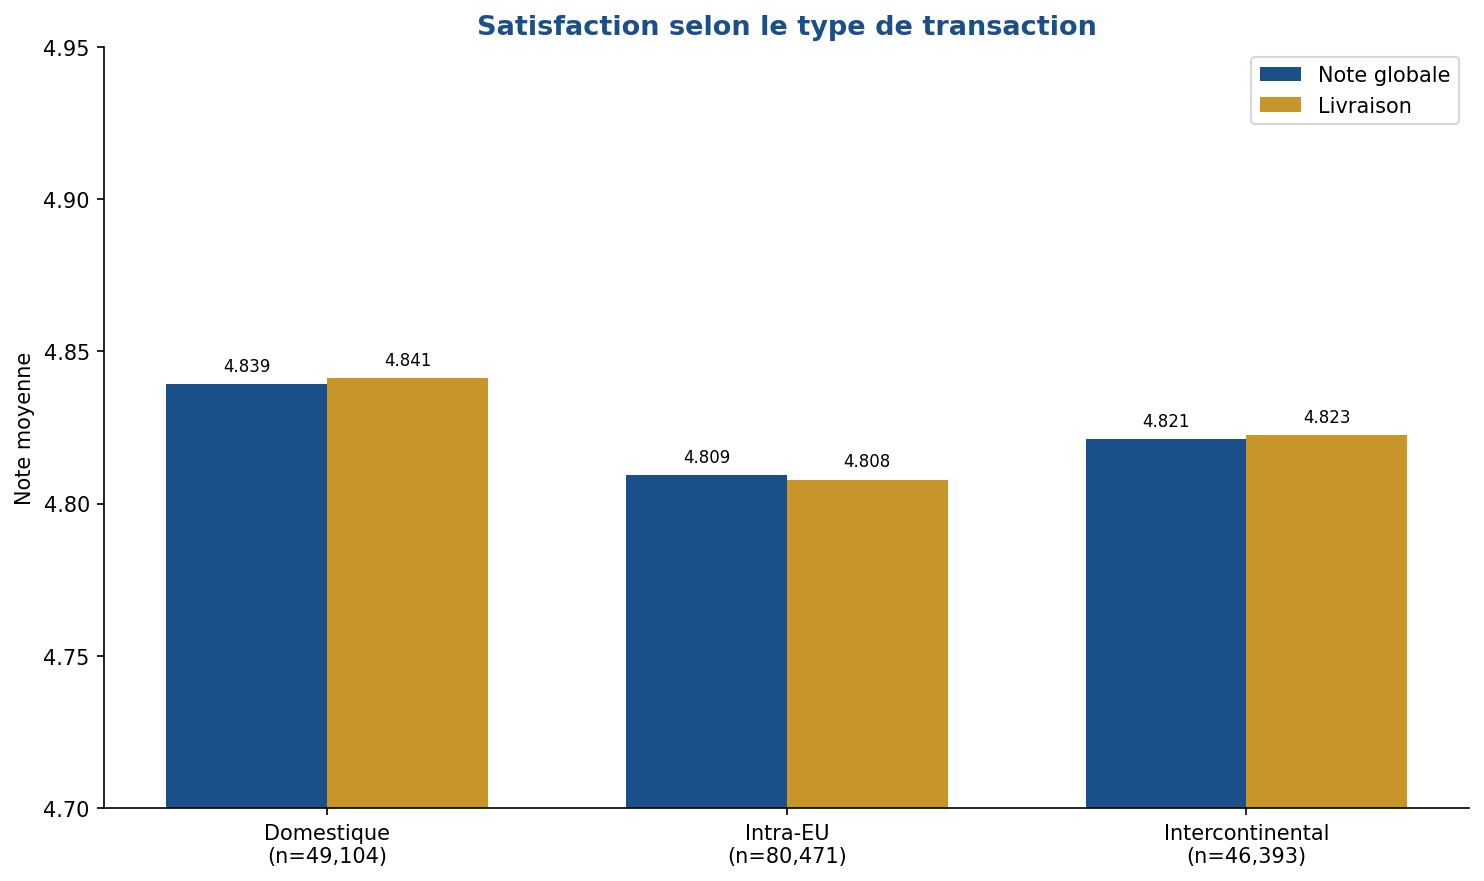 Satisfaction selon le type de transaction
Note globale
Livraison
Note moyenne
4.95
4.90
4.85
4.80
4.75
4.70
4.839
4.841
4.809
4.808
4.821
4.823
Domestique
(n=49,104)
Intra-EU
(n=80,471)
Intercontinental
(n=46,393)